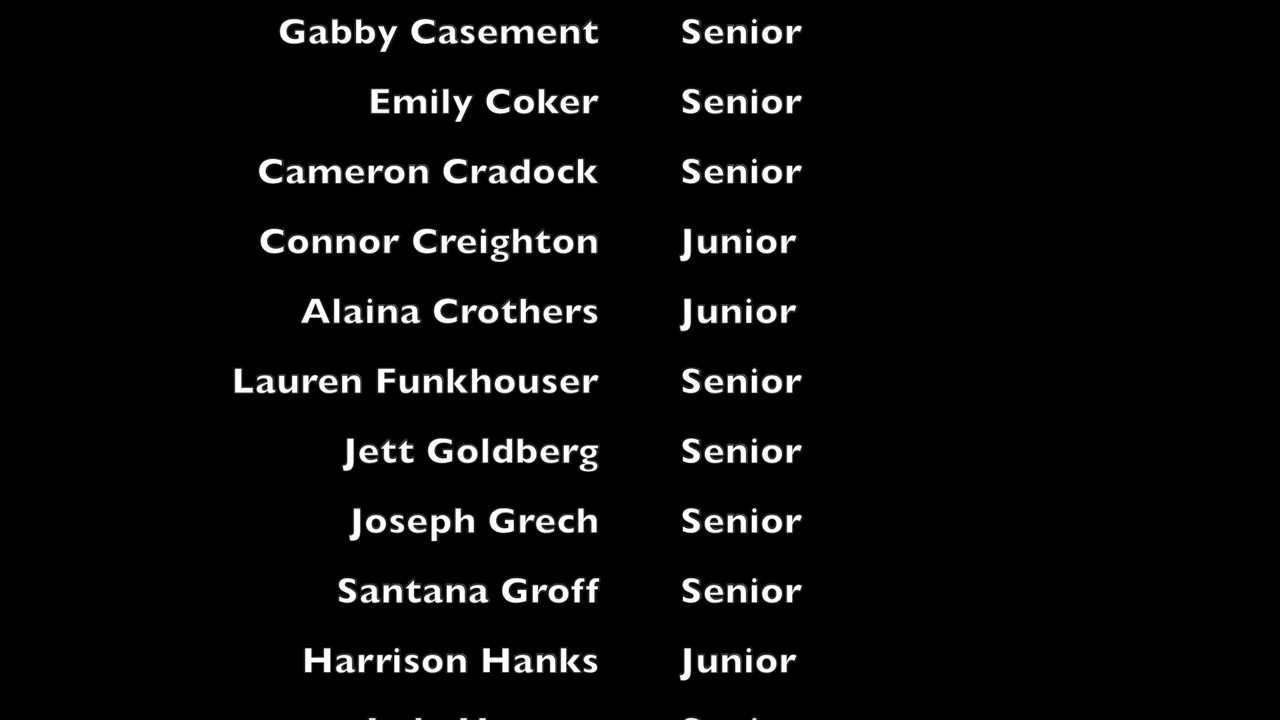 Gabby Casement Senior
Emily Coker Senior
Cameron Cradock Senior
Connor Creighton Junior
Alaina Crothers Junior
Lauren Funkhouser Senior
Jett Goldberg Senior
Joseph Grech Senior
Santana Groff Senior
Harrison Hanks Junior